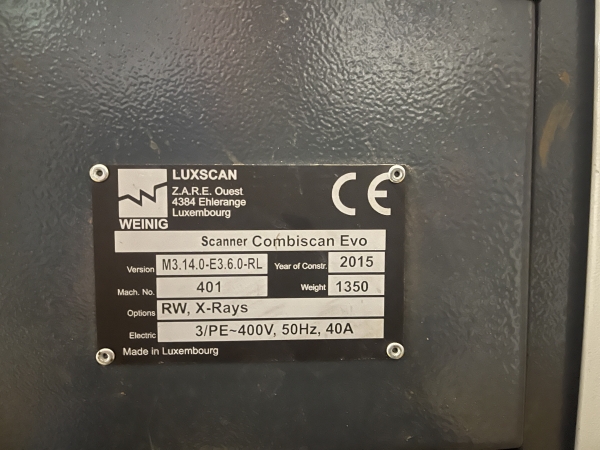 LUXSCAN
Z.A.R.E. Ouest
4384 Ehlerange
Luxembourg
WEINIG
CE
Scanner Combiscan Evo
Version M3.14.0-E3.6.0-RL Year of Constr. 2015
Mach. No. 401 Weight 1350
Options RW, X-Rays
Electric 3/PE~400V, 50Hz, 40A
Made in Luxembourg